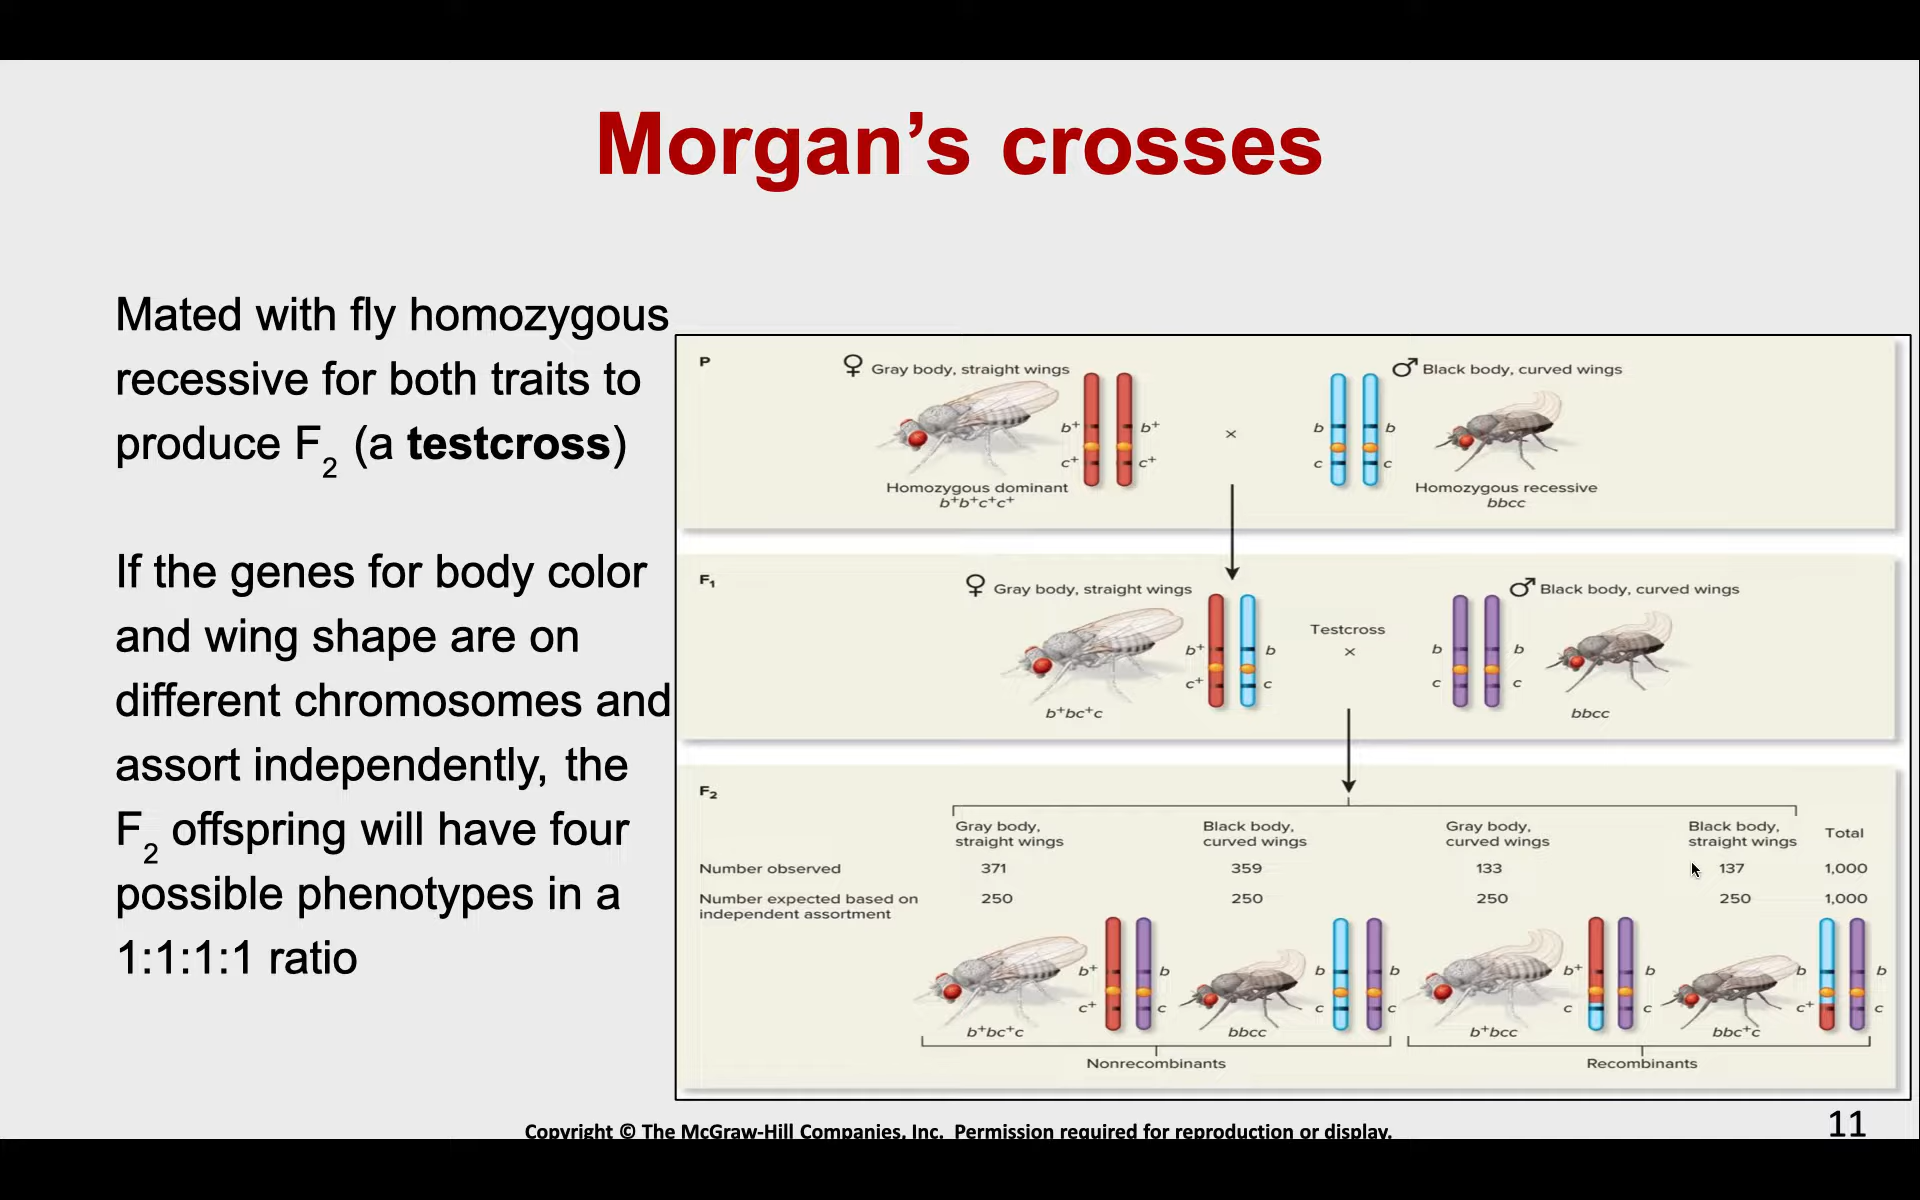 Morgan’s crosses
Mated with fly homozygous
recessive for both traits to
produce F2 (a testcross)
If the genes for body color
and wing shape are on
different chromosomes and
assort independently, the
F2 offspring will have four
possible phenotypes in a
1:1:1:1 ratio
P
♀ Gray body, straight wings
♂ Black body, curved wings
b+ b+ × b b
c+ c+ c c
Homozygous dominant
b+b+c+c+
Homozygous recessive
bbcc
F1
♀ Gray body, straight wings
♂ Black body, curved wings
Testcross
b+ b × b b
c+ c c c
b+bc+c
bbcc
F2
Gray body,
straight wings
Black body,
curved wings
Gray body,
curved wings
Black body,
straight wings
Total
Number observed 371 359 133 137 1,000
Number expected based on
independent assortment
250 250 250 250 1,000
b+ b b b b+ b b b
c+ c c c c c c+ c
b+bc+c bbcc b+bcc bbc+c
Nonrecombinants Recombinants
Copyright © The McGraw-Hill Companies, Inc. Permission required for reproduction or display.
11